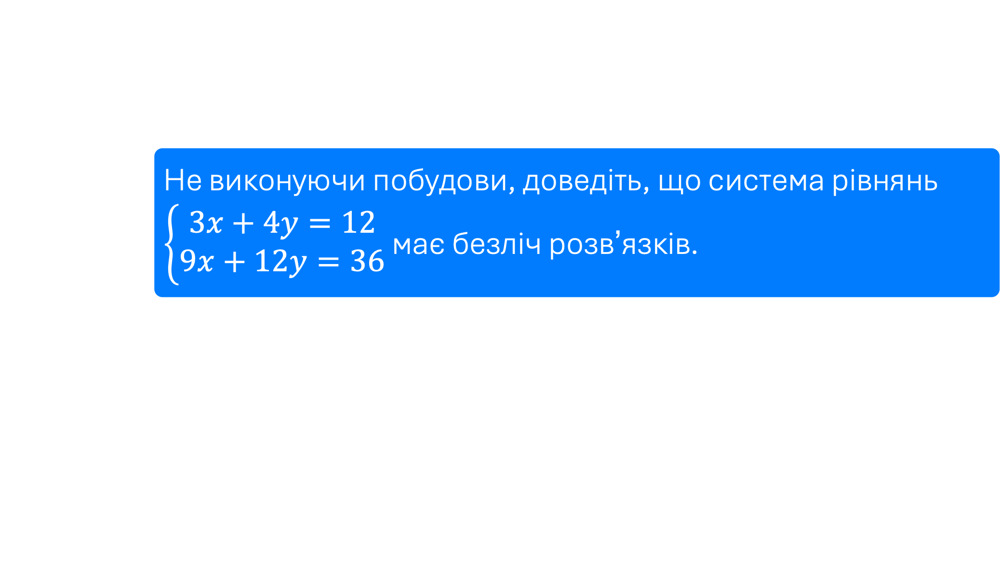 Не виконуючи побудови, доведіть, що система рівнянь
3x + 4y = 12
9x + 12y = 36
має безліч розв’язків.